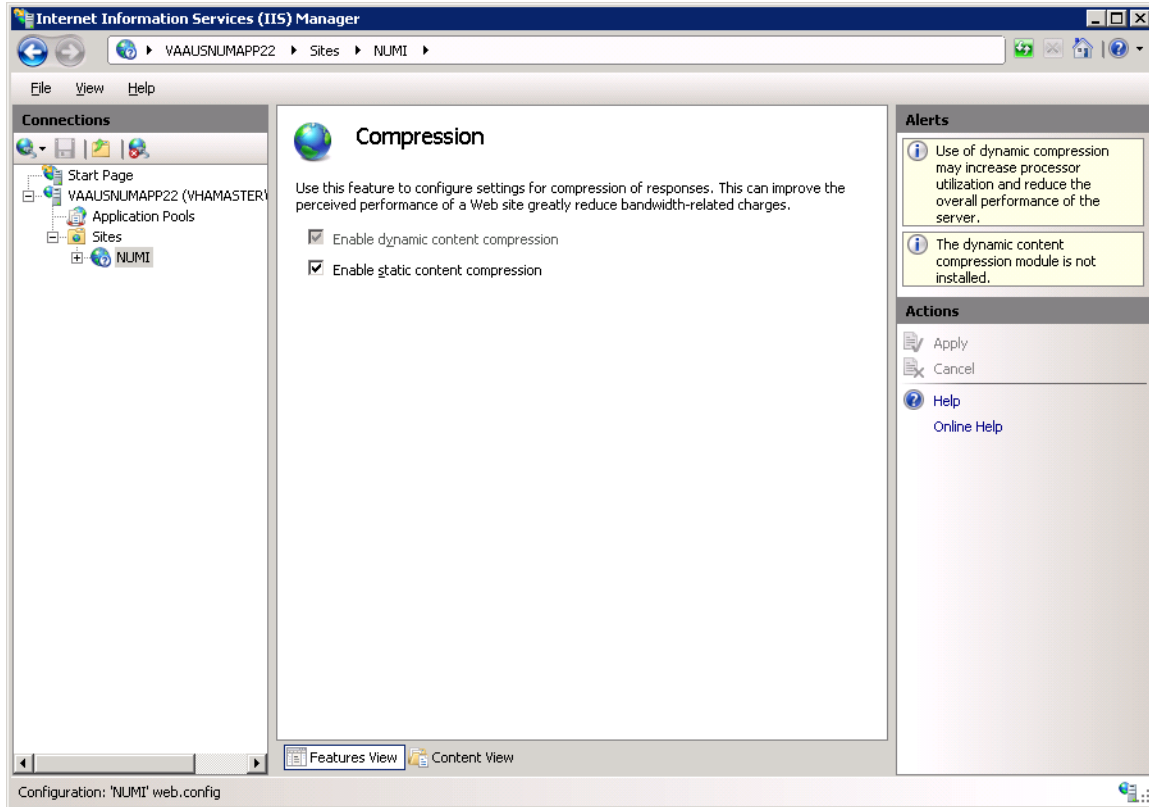 Internet Information Services (IIS) Manager
VAAUSNUMAPP22 Sites NUMI
File View Help
Connections
Start Page
VAAUSNUMAPP22 (VHAMASTER\
Application Pools
Sites
NUMI
Compression
Use this feature to configure settings for compression of responses. This can improve the
perceived performance of a Web site greatly reduce bandwidth-related charges.
Enable dynamic content compression
Enable static content compression
Features View Content View
Alerts
Use of dynamic compression
may increase processor
utilization and reduce the
overall performance of the
server.
The dynamic content
compression module is not
installed.
Actions
Apply
Cancel
Help
Online Help
Configuration: 'NUMI' web.config